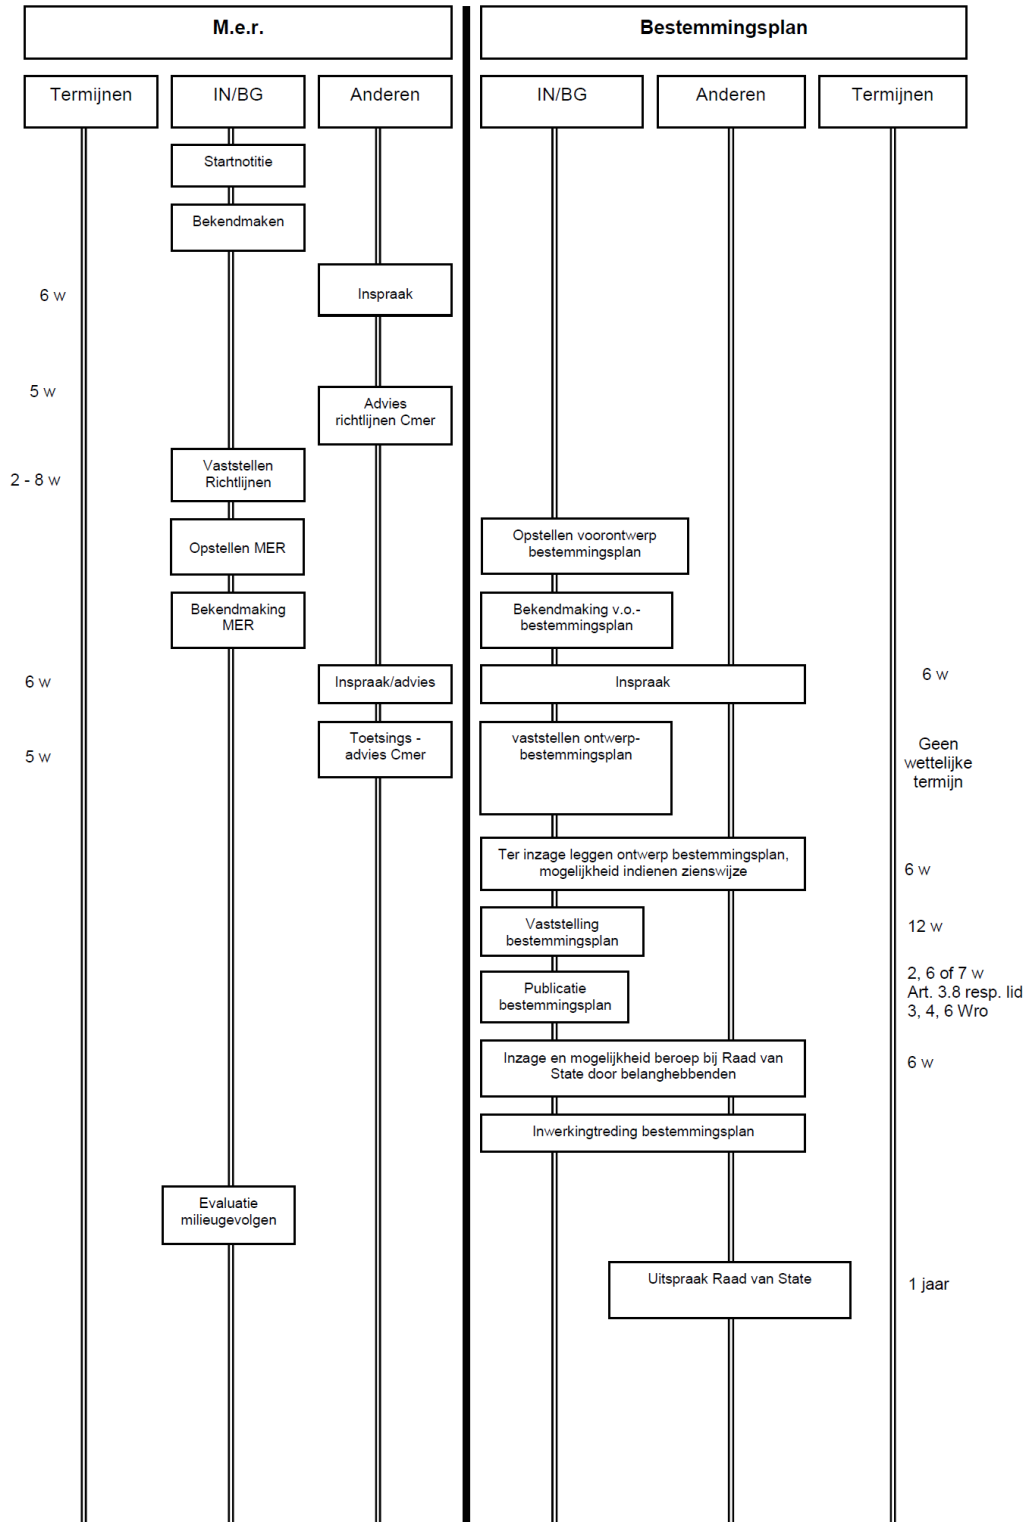 M.e.r.
Bestemmingsplan
Termijnen
IN/BG
Anderen
IN/BG
Anderen
Termijnen
Startnotitie
Bekendmaken
6 w
Inspraak
5 w
Advies
richtlijnen Cmer
2 - 8 w
Vaststellen
Richtlijnen
Opstellen MER
Opstellen voorontwerp
bestemmingsplan
Bekendmaking
MER
Bekendmaking v.o.-
bestemmingsplan
6 w
Inspraak/advies
Inspraak
6 w
5 w
Toetsings -
advies Cmer
vaststellen ontwerp-
bestemmingsplan
Geen
wettelijke
termijn
Ter inzage leggen ontwerp bestemmingsplan,
mogelijkheid indienen zienswijze
6 w
Vaststelling
bestemmingsplan
12 w
Publicatie
bestemmingsplan
2, 6 of 7 w
Art. 3.8 resp. lid
3, 4, 6 Wro
Inzage en mogelijkheid beroep bij Raad van
State door belanghebbenden
6 w
Inwerkingtreding bestemmingsplan
Evaluatie
milieugevolgen
Uitspraak Raad van State
1 jaar